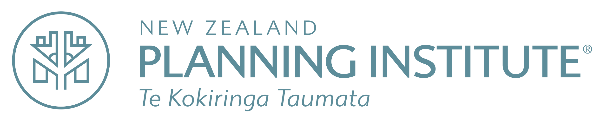 NEW ZEALAND
PLANNING INSTITUTE®
Te Kokiringa Taumata